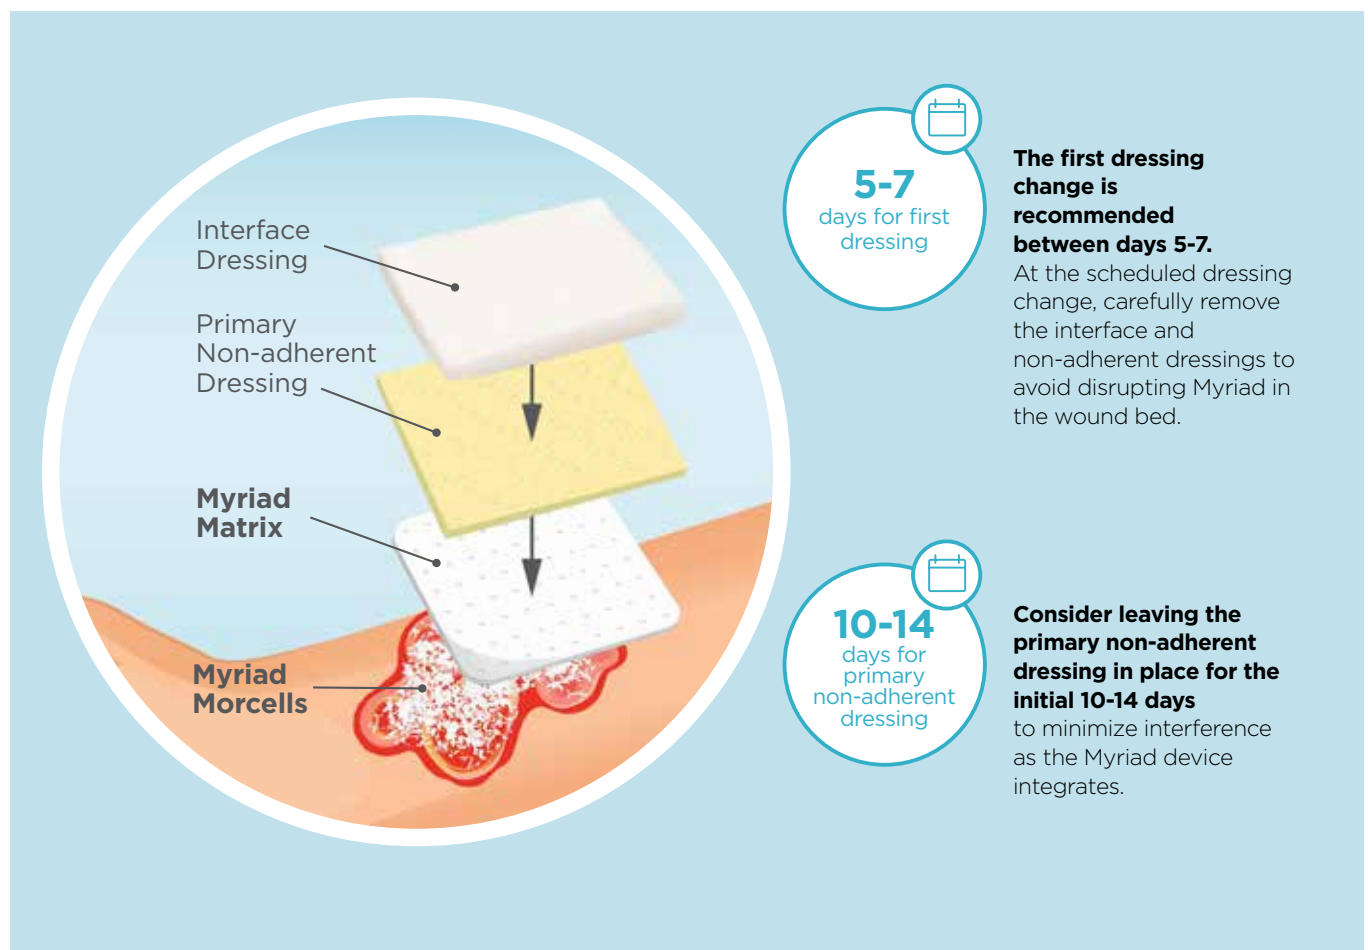 Interface
Dressing
Primary
Non-adherent
Dressing
Myriad
Matrix
Myriad
Morcells
5-7
days for first
dressing
The first dressing
change is
recommended
between days 5-7.
At the scheduled dressing
change, carefully remove
the interface and
non-adherent dressings to
avoid disrupting Myriad in
the wound bed.
10-14
days for
primary
non-adherent
dressing
Consider leaving the
primary non-adherent
dressing in place for the
initial 10-14 days
to minimize interference
as the Myriad device
integrates.